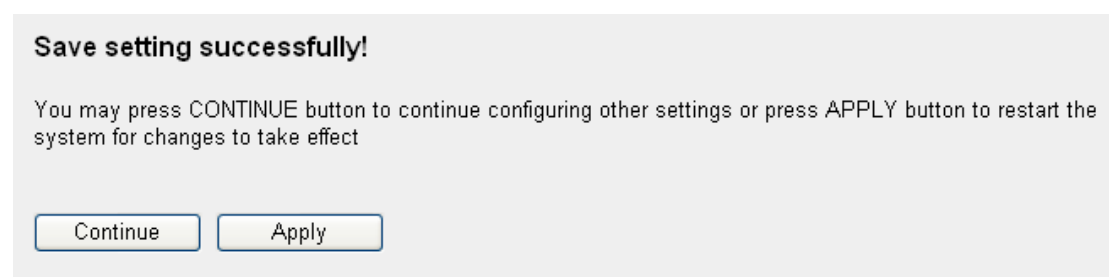 Save setting successfully!
You may press CONTINUE button to continue configuring other settings or press APPLY button to restart the
system for changes to take effect
Continue
Apply